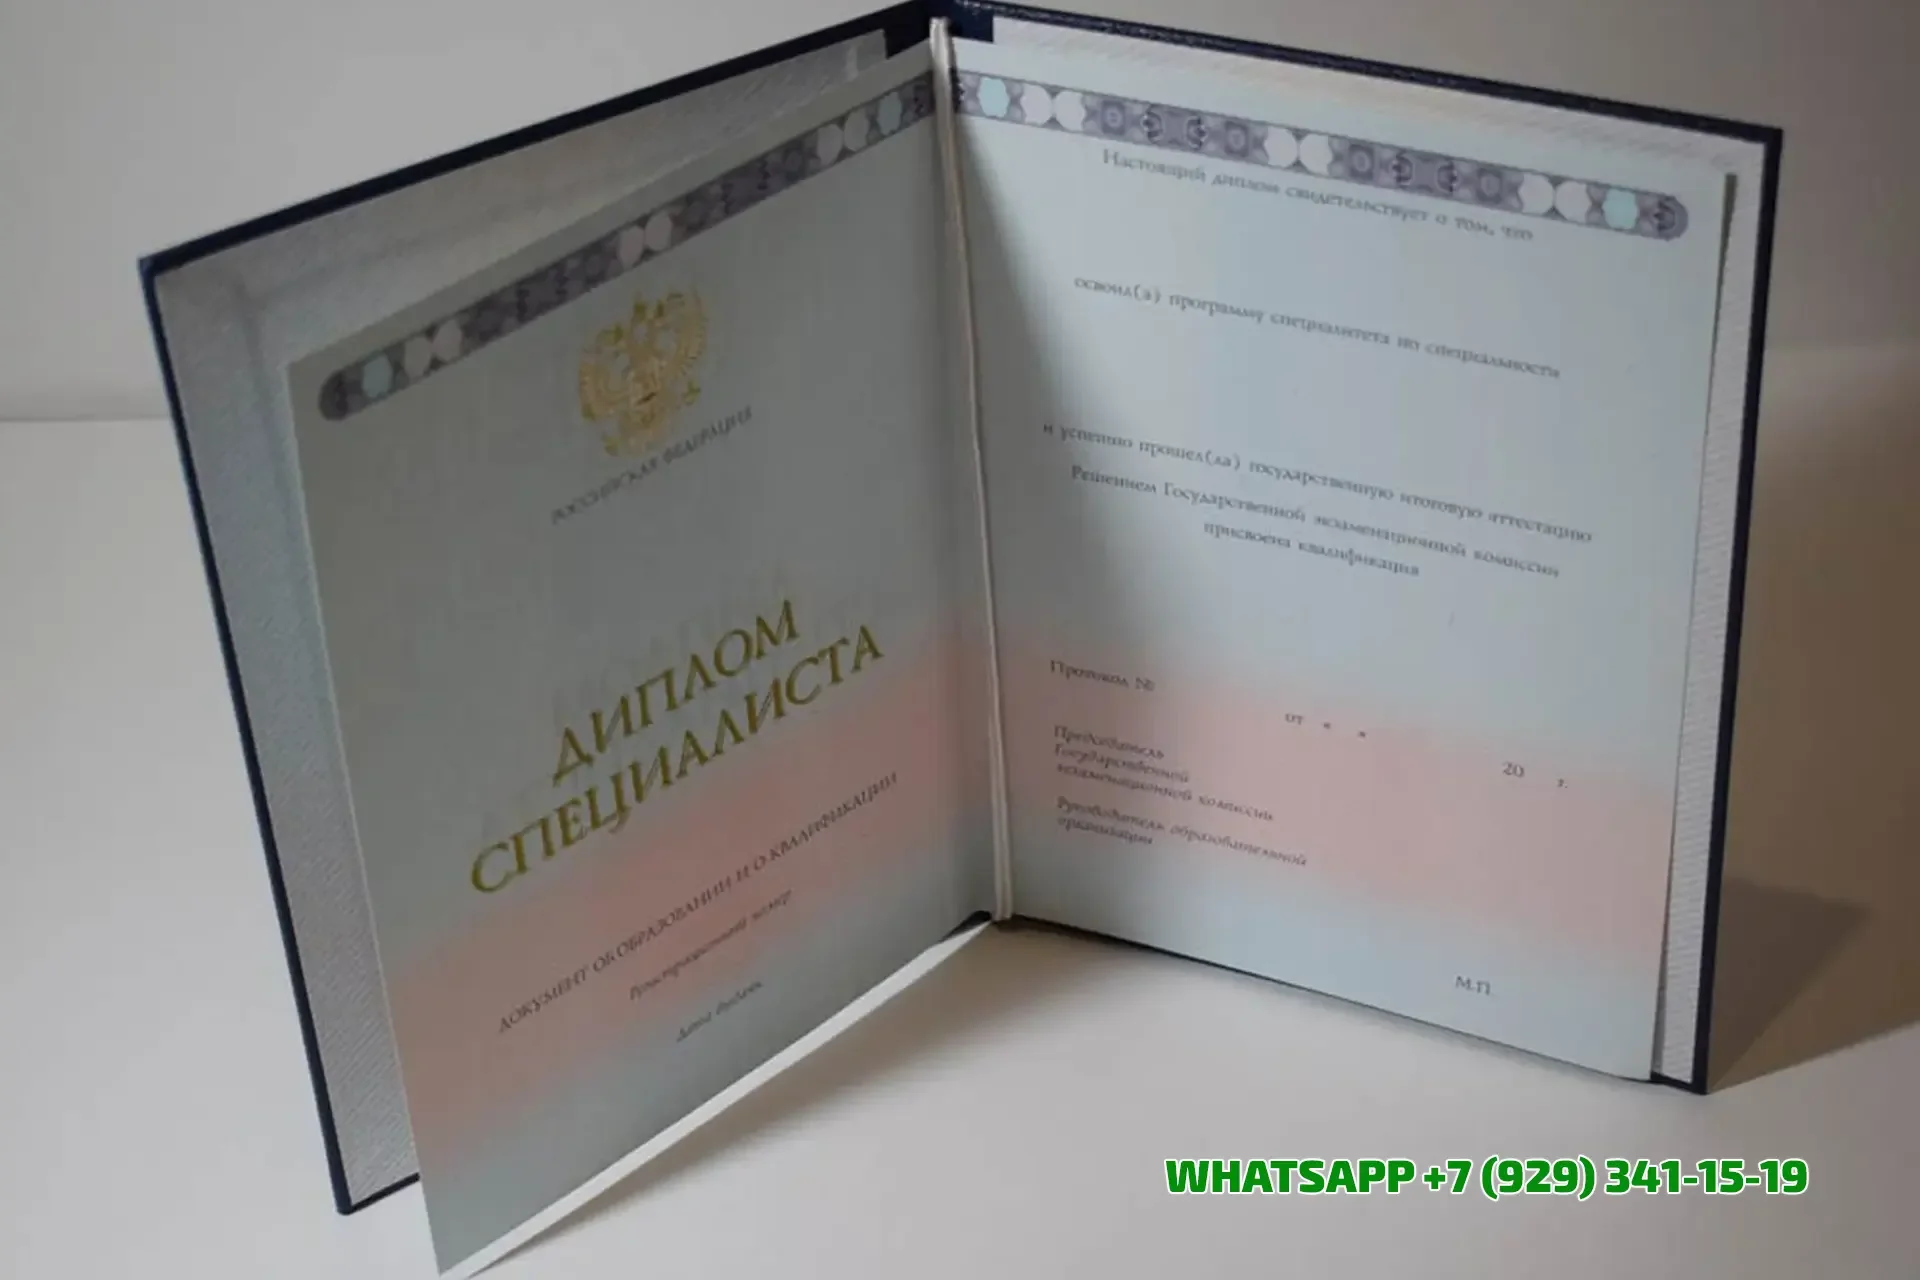 РОССИЙСКАЯ ФЕДЕРАЦИЯ
ДИПЛОМ
СПЕЦИАЛИСТА
ДОКУМЕНТ ОБ ОБРАЗОВАНИИ И О КВАЛИФИКАЦИИ
Регистрационный номер
Дата выдачи
Настоящий диплом свидетельствует о том, что
освоил(а) программу специалитета по специальности
и успешно прошел(ла) государственную итоговую аттестацию
Решением Государственной экзаменационной комиссии
присвоена квалификация
Протокол №
от « »
20 г.
Председатель
Государственной
экзаменационной комиссии
Руководитель образовательной
организации
М.П.
WHATSAPP +7 (929) 341-15-19